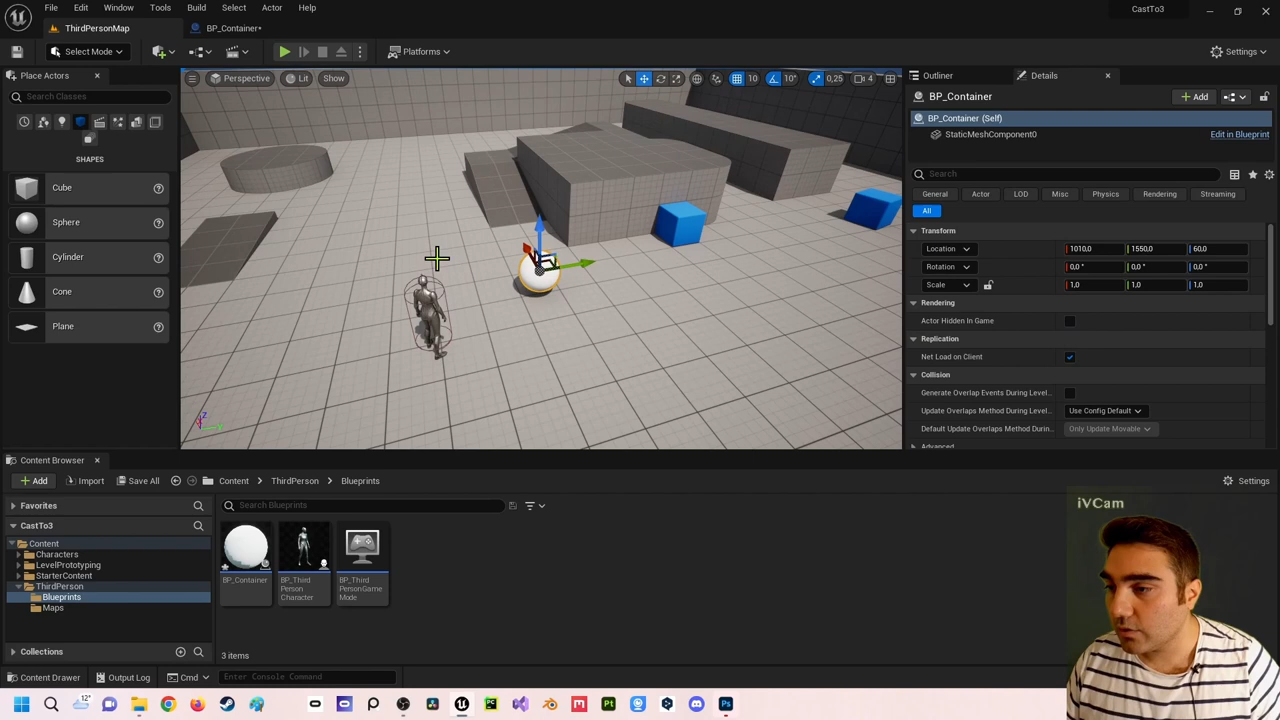 File Edit Window Tools Build Select Actor Help
CastTo3
ThirdPersonMap
BP_Container*
Select Mode
Platforms
Settings
Place Actors
Search Classes
SHAPES
Cube
Sphere
Cylinder
Cone
Plane
Perspective Lit Show
10 10° 0,25 4
Outliner Details
BP_Container
Add
BP_Container (Self)
StaticMeshComponent0 Edit in Blueprint
Search
General Actor LOD Misc Physics Rendering Streaming
All
Transform
Location 1010,0 1550,0 60,0
Rotation 0,0 ° 0,0 ° 0,0 °
Scale 1,0 1,0 1,0
Rendering
Actor Hidden In Game
Replication
Net Load on Client
Collision
Generate Overlap Events During Level...
Update Overlaps Method During Level... Use Config Default
Default Update Overlaps Method Durin... Only Update Movable
Advanced
Content Browser
Add Import Save All Content ThirdPerson Blueprints Settings
Favorites
Search Blueprints
CastTo3
Content
Characters
LevelPrototyping
StarterContent
ThirdPerson
Blueprints
Maps
Collections
BP_Container
BP_Third
Person
Character
BP_Third
PersonGame
Mode
3 items
iVCam
Content Drawer Output Log Cmd Enter Console Command
12°